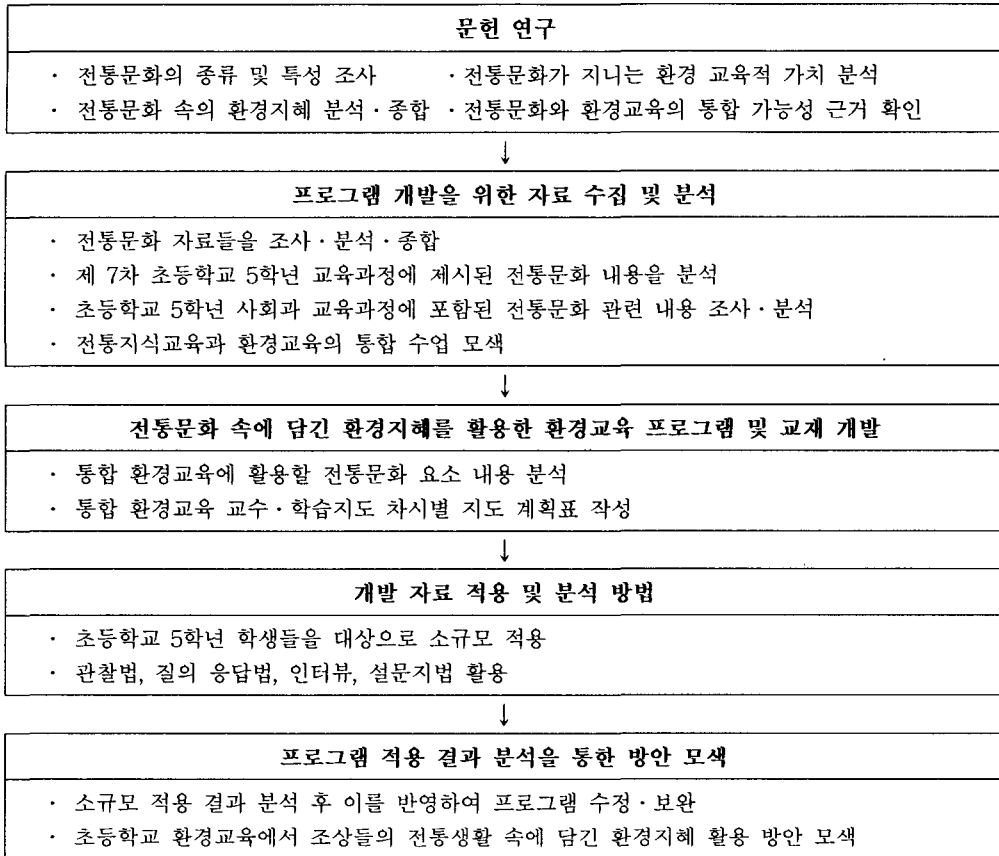 문헌 연구
· 전통문화의 종류 및 특성 조사 · 전통문화가 지니는 환경 교육적 가치 분석
· 전통문화 속의 환경지혜 분석 · 종합 · 전통문화와 환경교육의 통합 가능성 근거 확인
↓
프로그램 개발을 위한 자료 수집 및 분석
· 전통문화 자료들을 조사 · 분석 · 종합
· 제 7차 초등학교 5학년 교육과정에 제시된 전통문화 내용을 분석
· 초등학교 5학년 사회과 교육과정에 포함된 전통문화 관련 내용 조사 · 분석
· 전통지식교육과 환경교육의 통합 수업 모색
↓
전통문화 속에 담긴 환경지혜를 활용한 환경교육 프로그램 및 교재 개발
· 통합 환경교육에 활용할 전통문화 요소 내용 분석
· 통합 환경교육 교수 · 학습지도 차시별 지도 계획표 작성
↓
개발 자료 적용 및 분석 방법
· 초등학교 5학년 학생들을 대상으로 소규모 적용
· 관찰법, 질의 응답법, 인터뷰, 설문지법 활용
↓
프로그램 적용 결과 분석을 통한 방안 모색
· 소규모 적용 결과 분석 후 이를 반영하여 프로그램 수정 · 보완
· 초등학교 환경교육에서 조상들의 전통생활 속에 담긴 환경지혜 활용 방안 모색